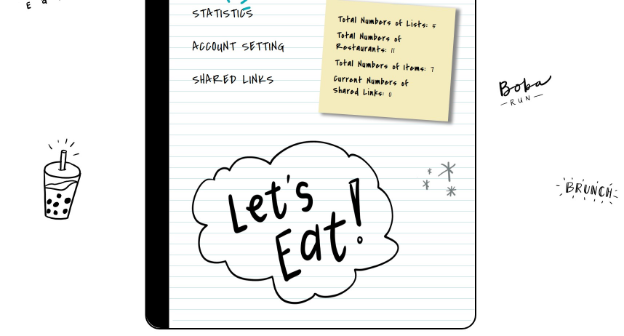 STATISTICS
ACCOUNT SETTING
SHARED LINKS
Total Numbers of Lists:
Total Numbers of
Restaurants: 11
Total Numbers of Items: 7
Current Numbers of
Shared Links: 0
Boba
-RUN-
BRUNCH
Let's
Eat!